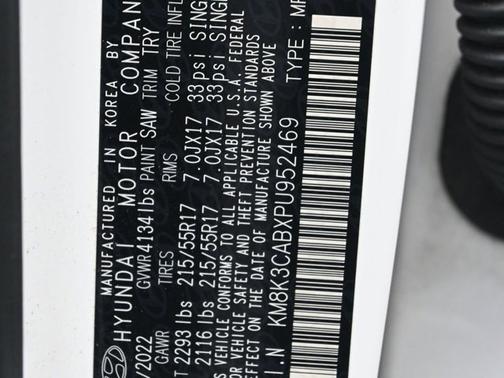 MANUFACTURED IN KOREA BY
HYUNDAI MOTOR COMPAN
/2022 GVWR 4134 lbs PAINT SAW TRIM TRY
GAWR TIRES RIMS COLD TIRE INFL
T 2293 lbs 215/55R17 7.0JX17 33psi SING
2116 lbs 215/55R17 7.0JX17 33psi SINGL
S VEHICLE CONFORMS TO ALL APPLICABLE U.S.A. FEDERAL
OR VEHICLE SAFETY AND THEFT PREVENTION STANDARDS
EFFECT ON THE DATE OF MANUFACTURE SHOWN ABOVE
I.N KM8K3CABXPU952469 TYPE : MP